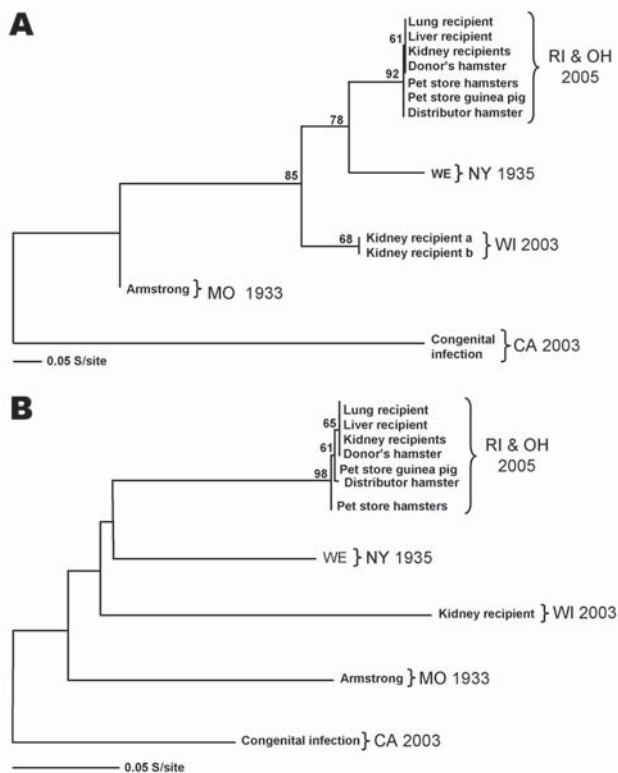 A
Lung recipient
Liver recipient
61
Kidney recipients
Donor's hamster
RI & OH
2005
92
Pet store hamsters
Pet store guinea pig
Distributor hamster
78
WE } NY 1935
85
68
Kidney recipient a
Kidney recipient b
WI 2003
Armstrong } MO 1933
Congenital
infection
CA 2003
0.05 S/site
B
Lung recipient
65
Liver recipient
Kidney recipients
61
Donor's hamster
RI & OH
2005
98
Pet store guinea pig
Distributor hamster
Pet store hamsters
WE } NY 1935
Kidney recipient } WI 2003
Armstrong } MO 1933
Congenital infection } CA 2003
0.05 S/site